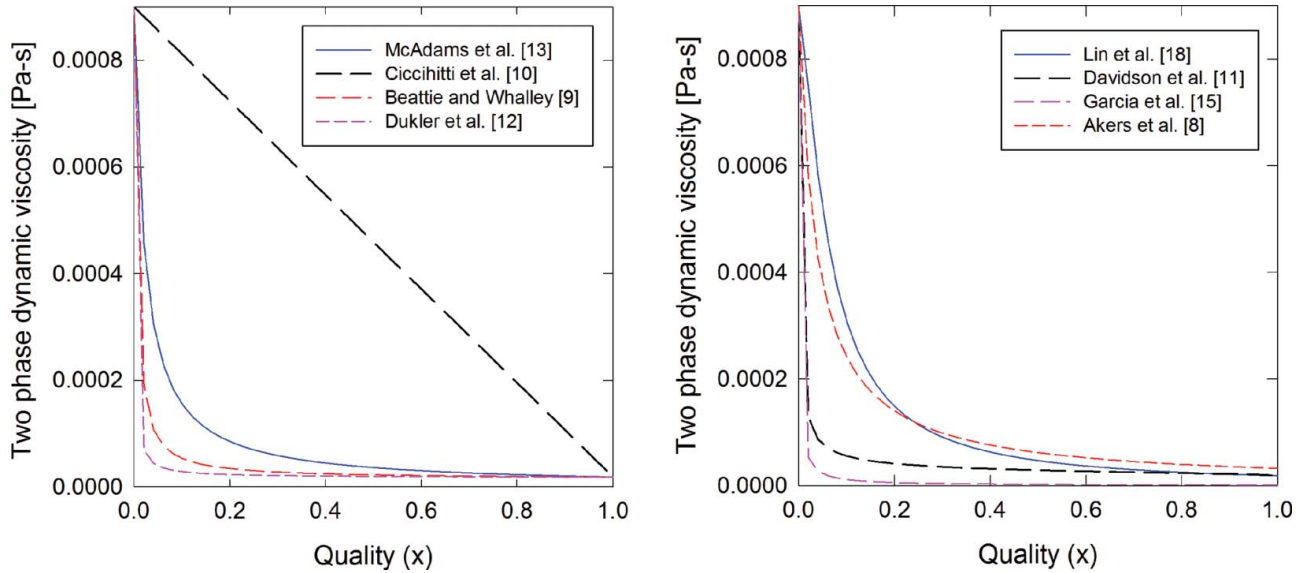 Two phase dynamic viscosity [Pa-s]
0.0008
0.0006
0.0004
0.0002
0.0000
0.0
0.2
0.4
0.6
0.8
1.0
Quality (x)
McAdams et al. [13]
Ciccihitti et al. [10]
Beattie and Whalley [9]
Dukler et al. [12]
Two phase dynamic viscosity [Pa-s]
0.0008
0.0006
0.0004
0.0002
0.0000
0.0
0.2
0.4
0.6
0.8
1.0
Quality (x)
Lin et al. [18]
Davidson et al. [11]
Garcia et al. [15]
Akers et al. [8]